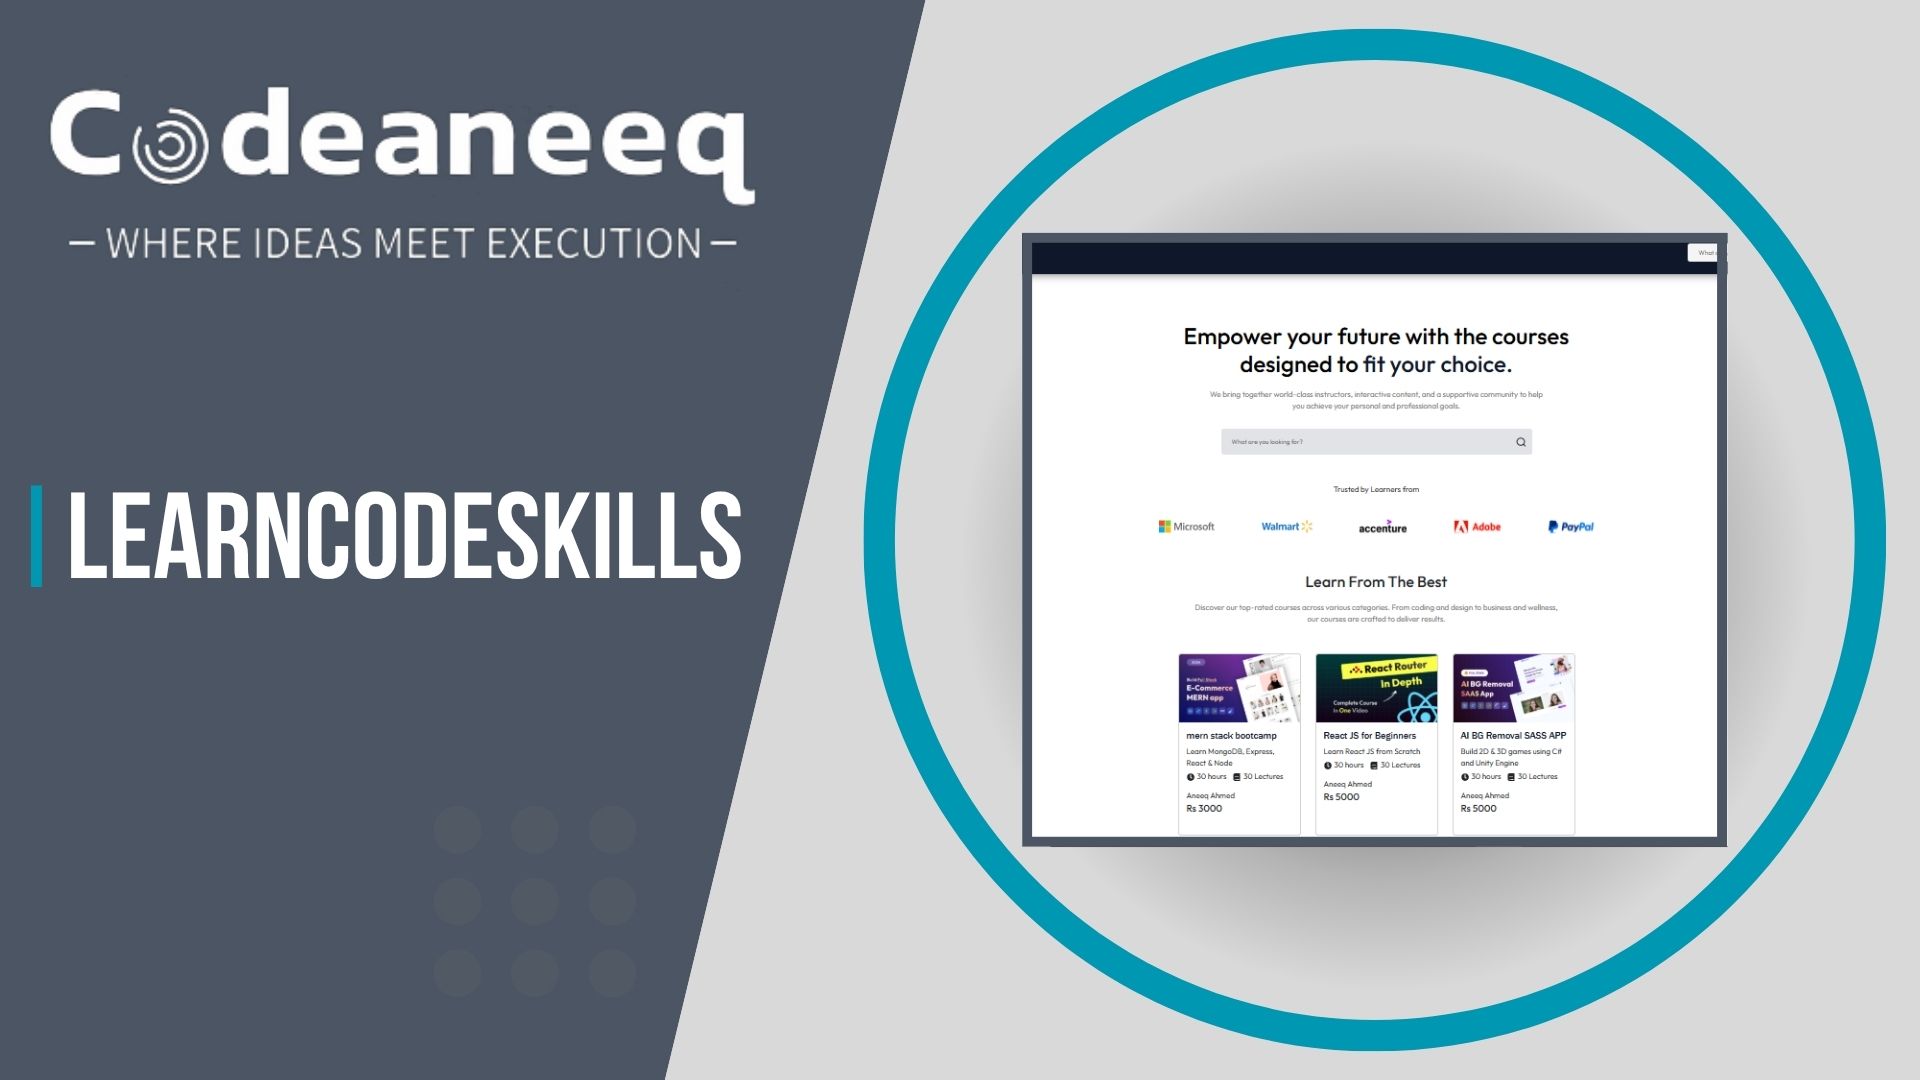 Codeaneeq
– WHERE IDEAS MEET EXECUTION –
LEARNCODESKILLS
What
Empower your future with the courses
designed to fit your choice.
We bring together world-class instructors, interactive content, and a supportive community to help
you achieve your personal and professional goals.
What are you looking for?
Trusted by Learners from
Microsoft Walmart accenture Adobe PayPal
Learn From The Best
Discover our top-rated courses across various categories. From coding and design to business and wellness,
our courses are crafted to deliver results.
Build Full Stack
E-Commerce
MERN app
mern stack bootcamp
Learn MongoDB, Express,
React & Node
30 hours 30 Lectures
Aneeq Ahmed
Rs 3000
React Router
In Depth
Complete Course
in One Video
React JS for Beginners
Learn React JS from Scratch
30 hours 30 Lectures
Aneeq Ahmed
Rs 5000
AI BG Removal
SAAS App
AI BG Removal SASS APP
Build 2D & 3D games using C#
and Unity Engine
30 hours 30 Lectures
Aneeq Ahmed
Rs 5000